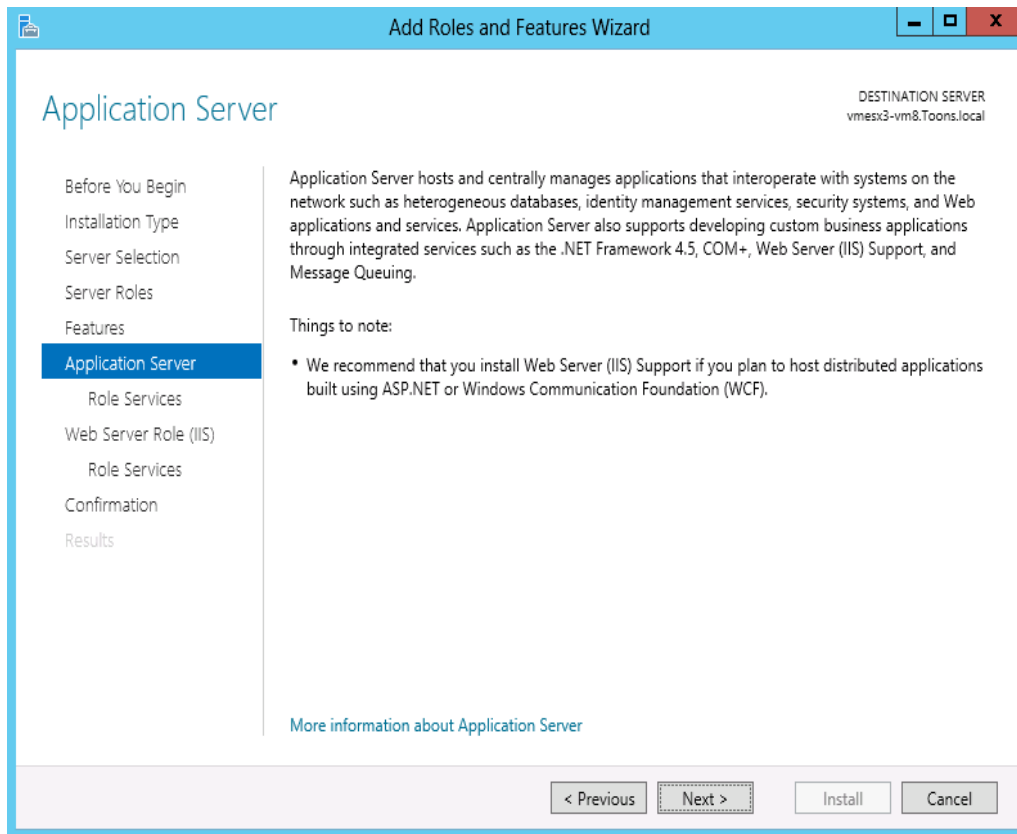 Add Roles and Features Wizard
X
Application Server
DESTINATION SERVER
vmesx3-vm8.Toons.local
Before You Begin
Installation Type
Server Selection
Server Roles
Features
Application Server
Role Services
Web Server Role (IIS)
Role Services
Confirmation
Results
Application Server hosts and centrally manages applications that interoperate with systems on the
network such as heterogeneous databases, identity management services, security systems, and Web
applications and services. Application Server also supports developing custom business applications
through integrated services such as the .NET Framework 4.5, COM+, Web Server (IIS) Support, and
Message Queuing.
Things to note:
• We recommend that you install Web Server (IIS) Support if you plan to host distributed applications
built using ASP.NET or Windows Communication Foundation (WCF).
More information about Application Server
< Previous
Next >
Install
Cancel